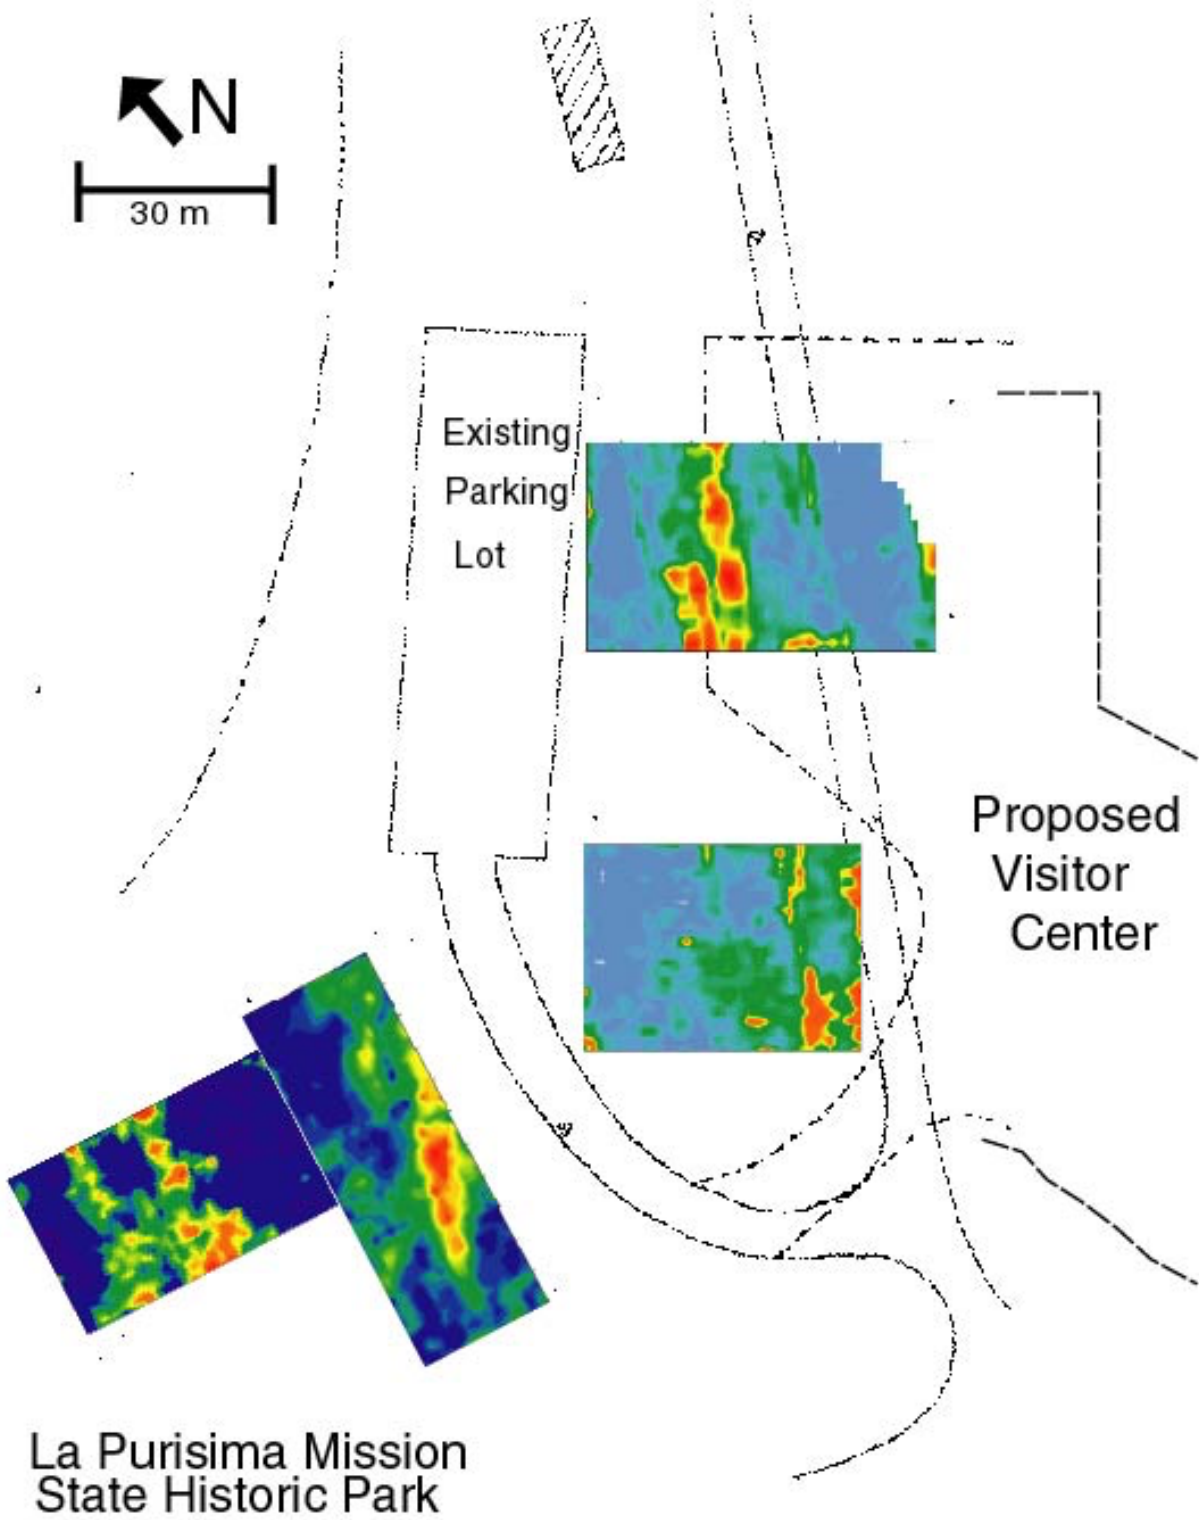 N
30 m
Existing
Parking
Lot
Proposed
Visitor
Center
La Purisima Mission
State Historic Park